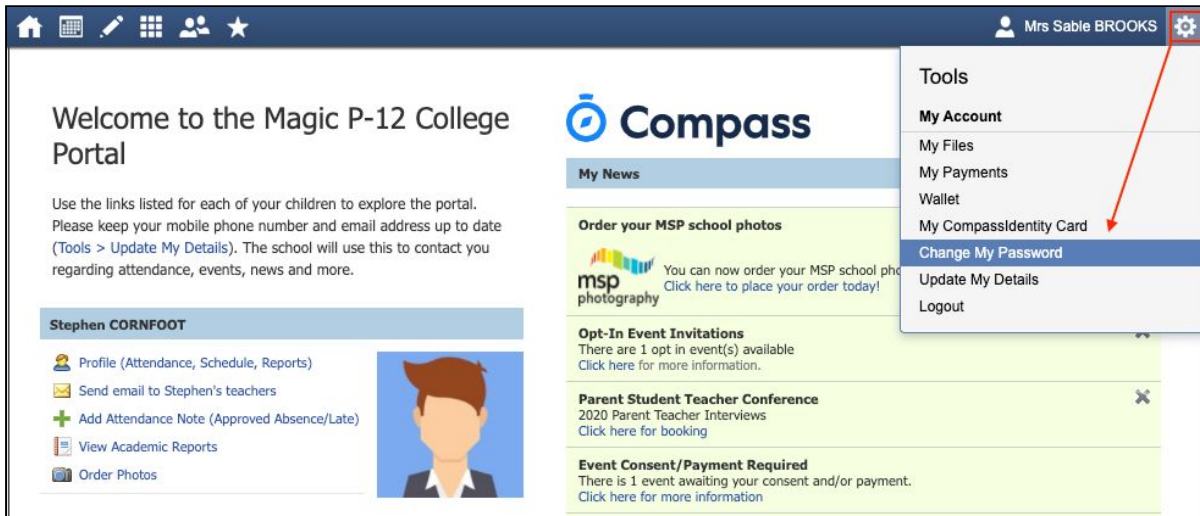 Mrs Sable BROOKS
Tools
My Account
My Files
My Payments
Wallet
My CompassIdentity Card
Change My Password
Update My Details
Logout
Welcome to the Magic P-12 College
Portal
Use the links listed for each of your children to explore the portal.
Please keep your mobile phone number and email address up to date
(Tools > Update My Details). The school will use this to contact you
regarding attendance, events, news and more.
Stephen CORNFOOT
Profile (Attendance, Schedule, Reports)
Send email to Stephen's teachers
Add Attendance Note (Approved Absence/Late)
View Academic Reports
Order Photos
Compass
My News
Order your MSP school photos
msp
photography
You can now order your MSP school
Click here to place your order today!
Opt-In Event Invitations
There are 1 opt in event(s) available
Click here for more information.
Parent Student Teacher Conference
2020 Parent Teacher Interviews
Click here for booking
Event Consent/Payment Required
There is 1 event awaiting your consent and/or payment.
Click here for more information